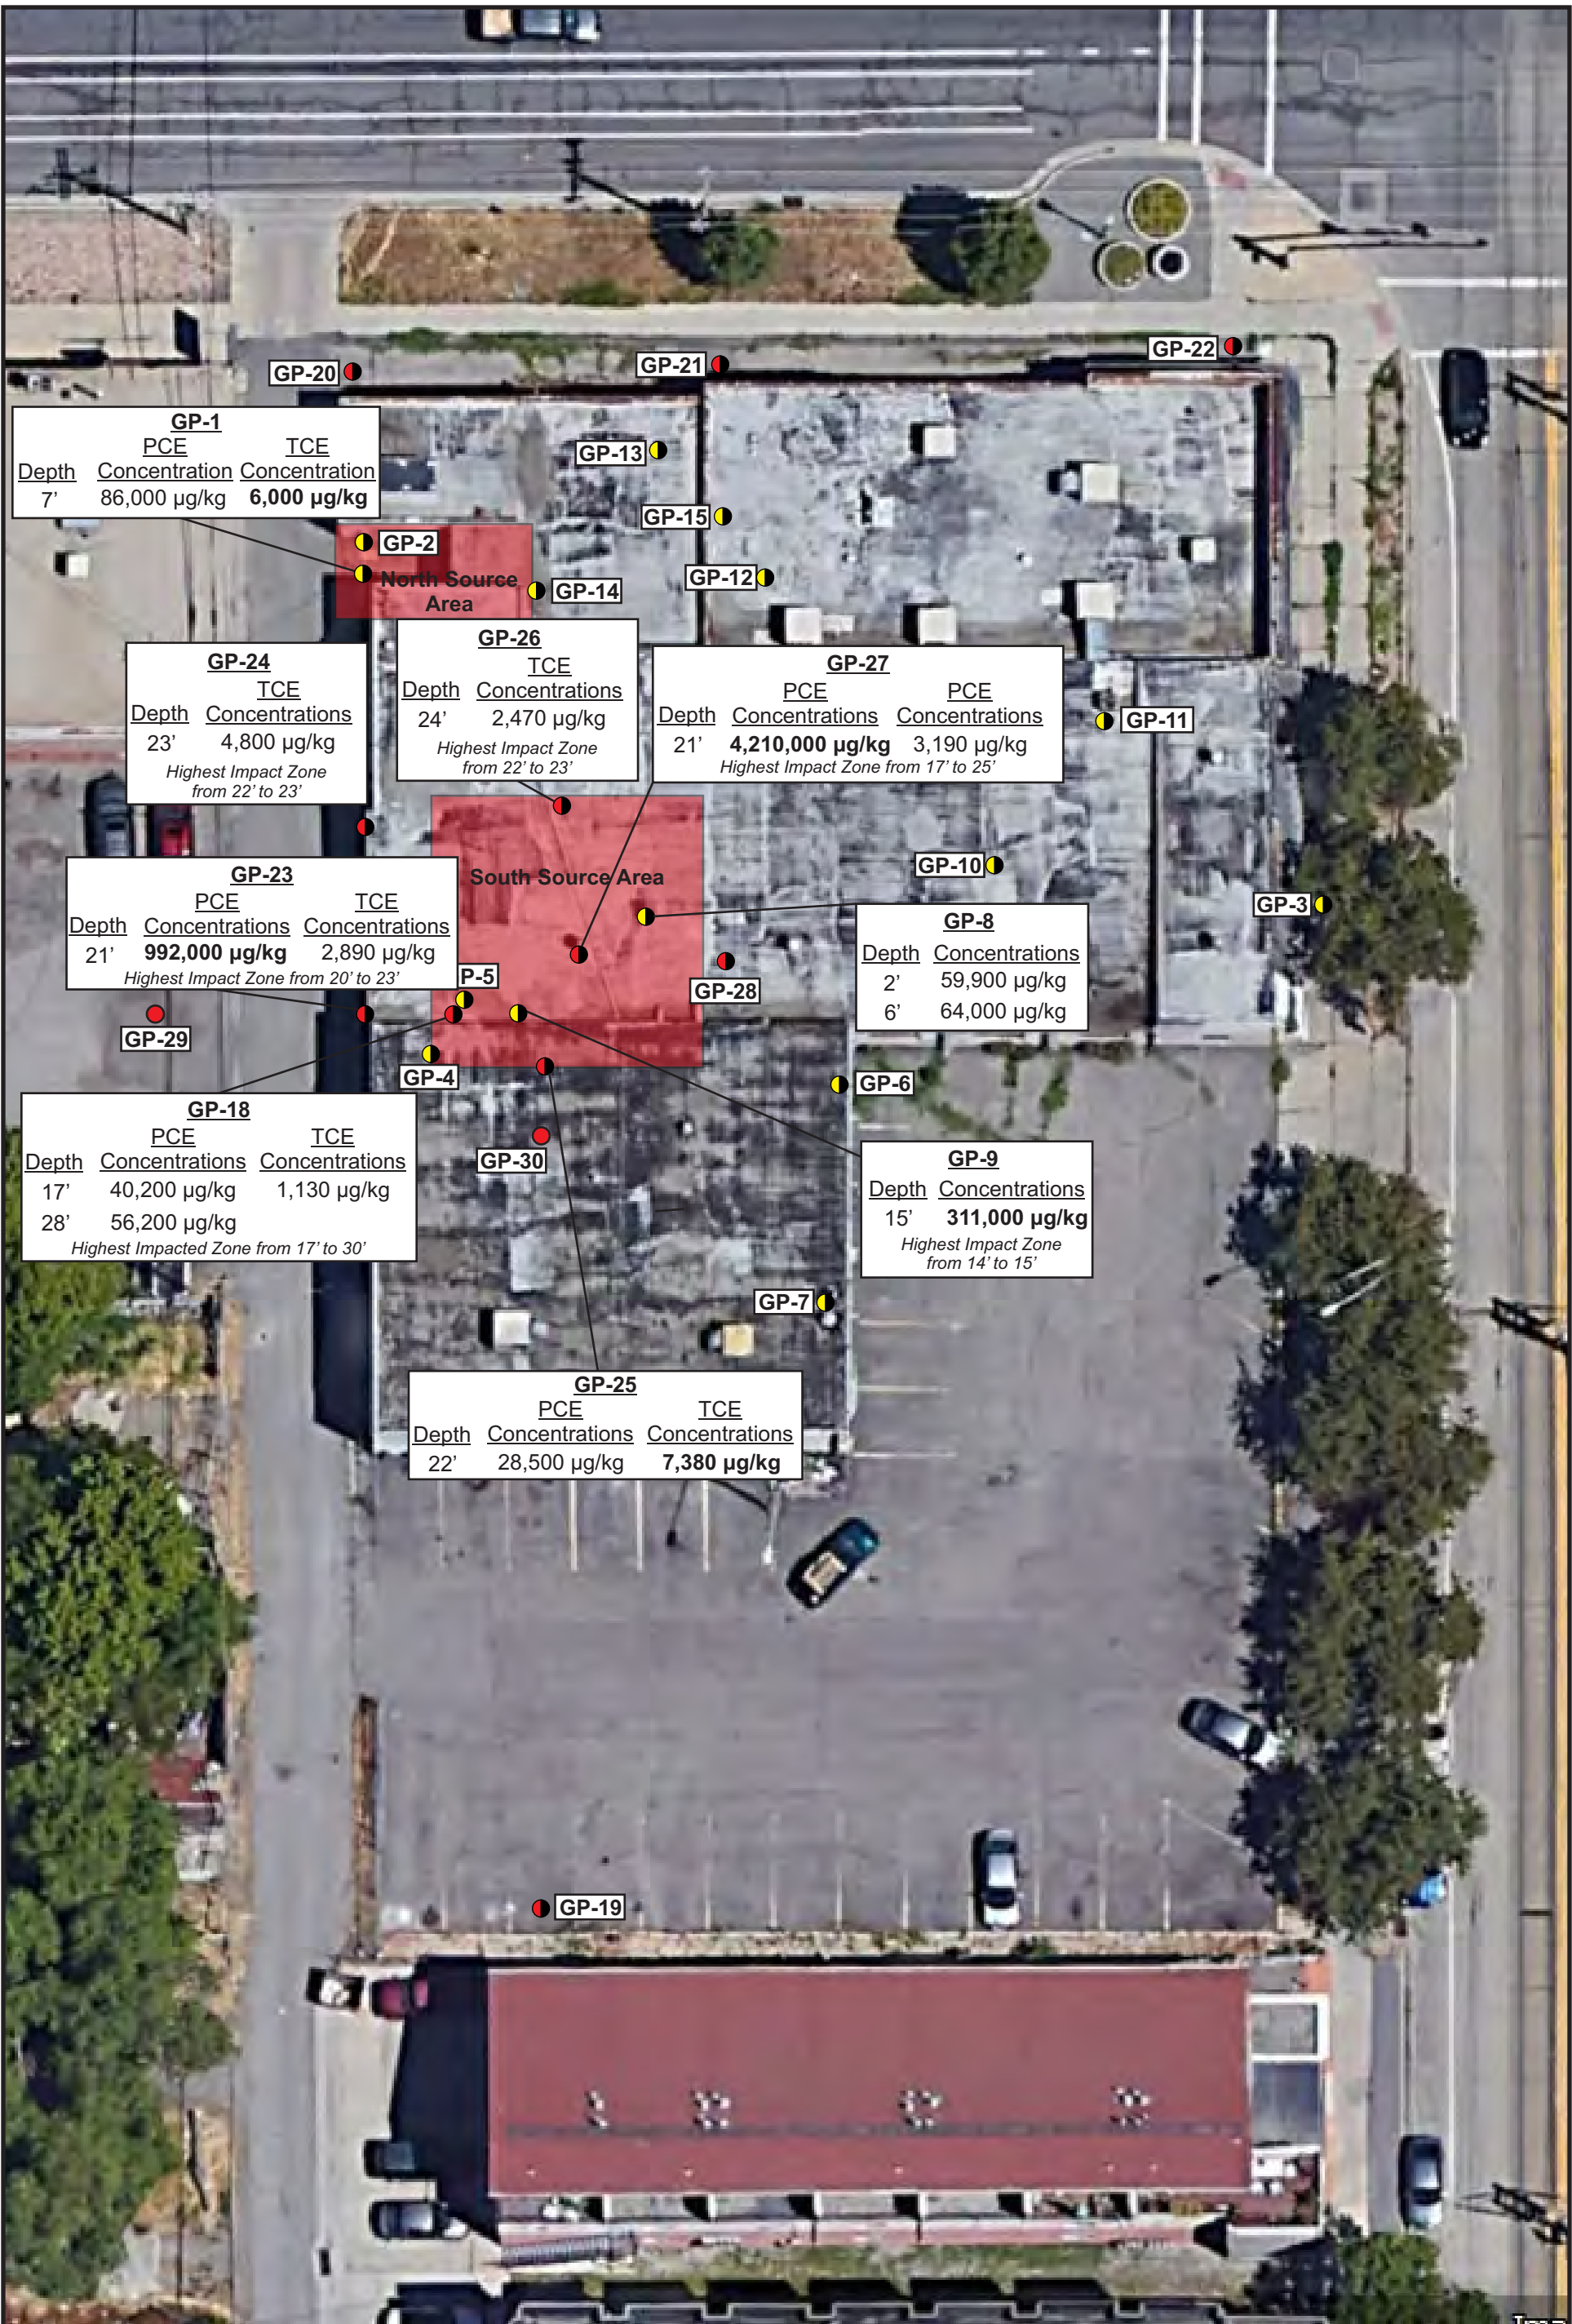 GP-20
GP-21
GP-22
GP-1
PCE TCE
Depth Concentration Concentration
7’ 86,000 µg/kg 6,000 µg/kg
GP-13
GP-15
GP-2
North Source
Area
GP-14
GP-12
GP-24
TCE
Depth Concentrations
23’ 4,800 µg/kg
Highest Impact Zone
from 22’ to 23’
GP-26
TCE
Depth Concentrations
24’ 2,470 µg/kg
Highest Impact Zone
from 22’ to 23’
GP-27
PCE PCE
Depth Concentrations Concentrations
21’ 4,210,000 µg/kg 3,190 µg/kg
Highest Impact Zone from 17’ to 25’
GP-11
GP-10
GP-3
South Source Area
GP-23
PCE TCE
Depth Concentrations Concentrations
21’ 992,000 µg/kg 2,890 µg/kg
Highest Impact Zone from 20’ to 23’
P-5
GP-28
GP-8
Depth Concentrations
2’ 59,900 µg/kg
6’ 64,000 µg/kg
GP-29
GP-4
GP-6
GP-18
PCE TCE
Depth Concentrations Concentrations
17’ 40,200 µg/kg 1,130 µg/kg
28’ 56,200 µg/kg
Highest Impacted Zone from 17’ to 30’
GP-30
GP-9
Depth Concentrations
15’ 311,000 µg/kg
Highest Impact Zone
from 14’ to 15’
GP-7
GP-25
PCE TCE
Depth Concentrations Concentrations
22’ 28,500 µg/kg 7,380 µg/kg
GP-19